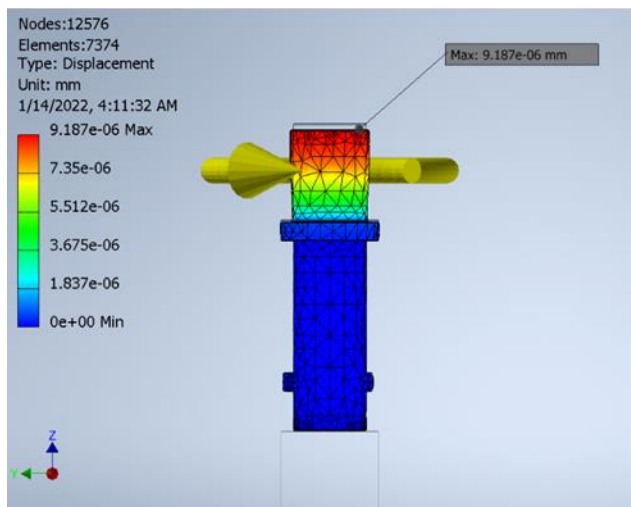 Nodes:12576
Elements:7374
Type: Displacement
Unit: mm
1/14/2022, 4:11:32 AM
9.187e-06 Max
Max: 9.187e-06 mm
7.35e-06
5.512e-06
3.675e-06
1.837e-06
0e+00 Min
Z
Y